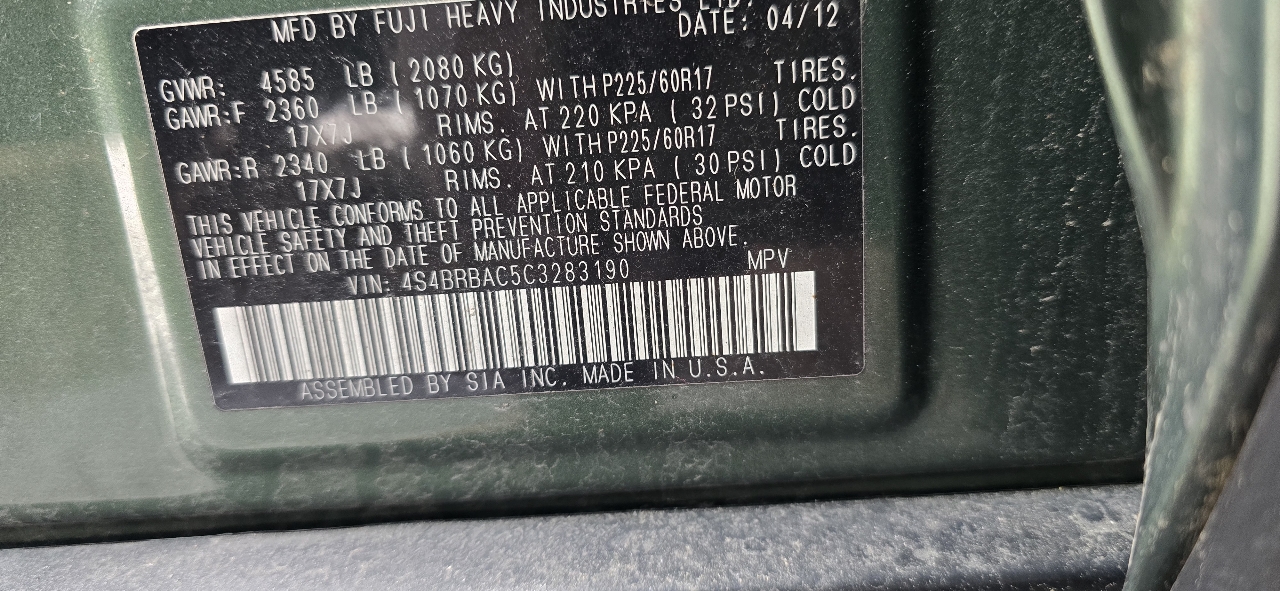 MFD BY FUJI HEAVY INDUSTRIES LTD.
DATE: 04/12
GVWR: 4585 LB ( 2080 KG)
GAWR:F 2360 LB ( 1070 KG) WITH P225/60R17 TIRES.
17X7J RIMS. AT 220 KPA ( 32 PSI) COLD
GAWR:R 2340 LB ( 1060 KG) WITH P225/60R17 TIRES.
17X7J RIMS. AT 210 KPA ( 30 PSI) COLD
THIS VEHICLE CONFORMS TO ALL APPLICABLE FEDERAL MOTOR
VEHICLE SAFETY AND THEFT PREVENTION STANDARDS
IN EFFECT ON THE DATE OF MANUFACTURE SHOWN ABOVE.
VIN: 4S4BRBAC5C3283190 MPV
ASSEMBLED BY SIA INC. MADE IN U.S.A.